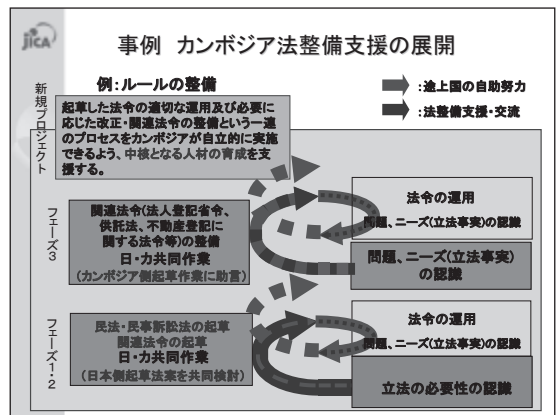 jica
事例 カンボジア法整備支援の展開
例：ルールの整備
：途上国の自助努力
：法整備支援・交流
新規プロジェクト
起草した法令の適切な運用及び必要に
応じた改正・関連法令の整備という一連
のプロセスをカンボジアが自立的に実施
できるよう、中核となる人材の育成を支
援する。
フェーズ3
関連法令(法人登記省令、
供託法、不動産登記に
関する法令等)の整備
日・カ共同作業
(カンボジア側起草作業に助言)
法令の運用
問題、ニーズ(立法事実)の認識
問題、ニーズ(立法事実)
の認識
フェーズ1・2
民法・民事訴訟法の起草
関連法令の起草
日・カ共同作業
(日本側起草法案を共同検討)
法令の運用
問題、ニーズ(立法事実)の認識
立法の必要性の認識